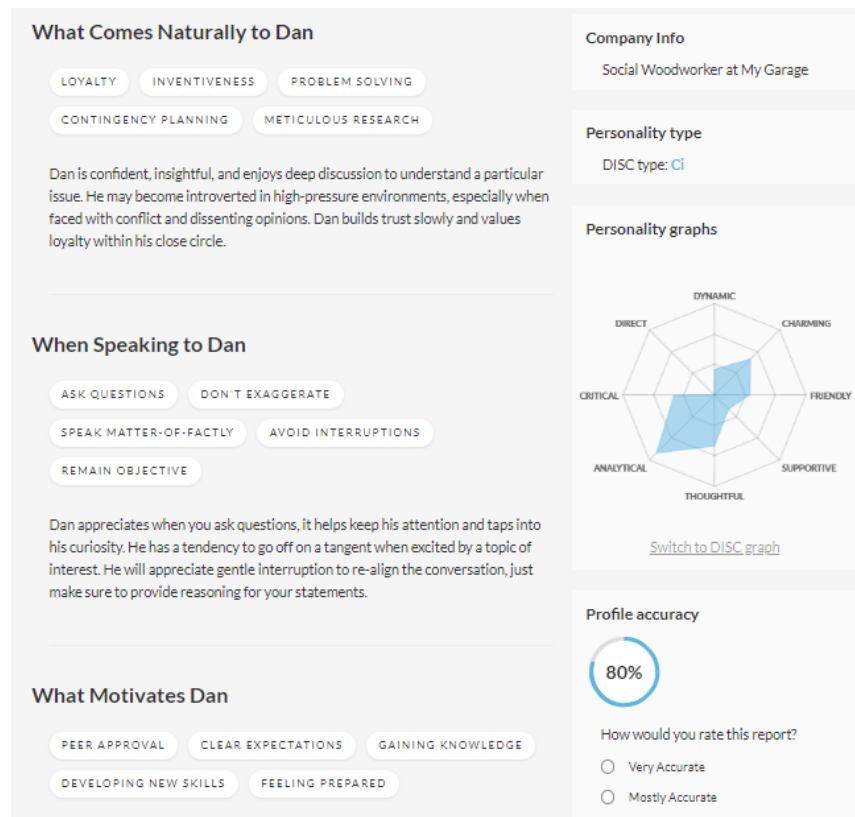 What Comes Naturally to Dan
LOYALTY INVENTIVENESS PROBLEM SOLVING
CONTINGENCY PLANNING METICULOUS RESEARCH
Dan is confident, insightful, and enjoys deep discussion to understand a particular
issue. He may become introverted in high-pressure environments, especially when
faced with conflict and dissenting opinions. Dan builds trust slowly and values
loyalty within his close circle.
When Speaking to Dan
ASK QUESTIONS DON'T EXAGGERATE
SPEAK MATTER-OF-FACTLY AVOID INTERRUPTIONS
REMAIN OBJECTIVE
Dan appreciates when you ask questions, it helps keep his attention and taps into
his curiosity. He has a tendency to go off on a tangent when excited by a topic of
interest. He will appreciate gentle interruption to re-align the conversation, just
make sure to provide reasoning for your statements.
What Motivates Dan
PEER APPROVAL CLEAR EXPECTATIONS GAINING KNOWLEDGE
DEVELOPING NEW SKILLS FEELING PREPARED
Company Info
Social Woodworker at My Garage
Personality type
DISC type: Ci
Personality graphs
DYNAMIC
DIRECT CHARMING
CRITICAL FRIENDLY
ANALYTICAL SUPPORTIVE
THOUGHTFUL
Switch to DISC graph
Profile accuracy
80%
How would you rate this report?
Very Accurate
Mostly Accurate